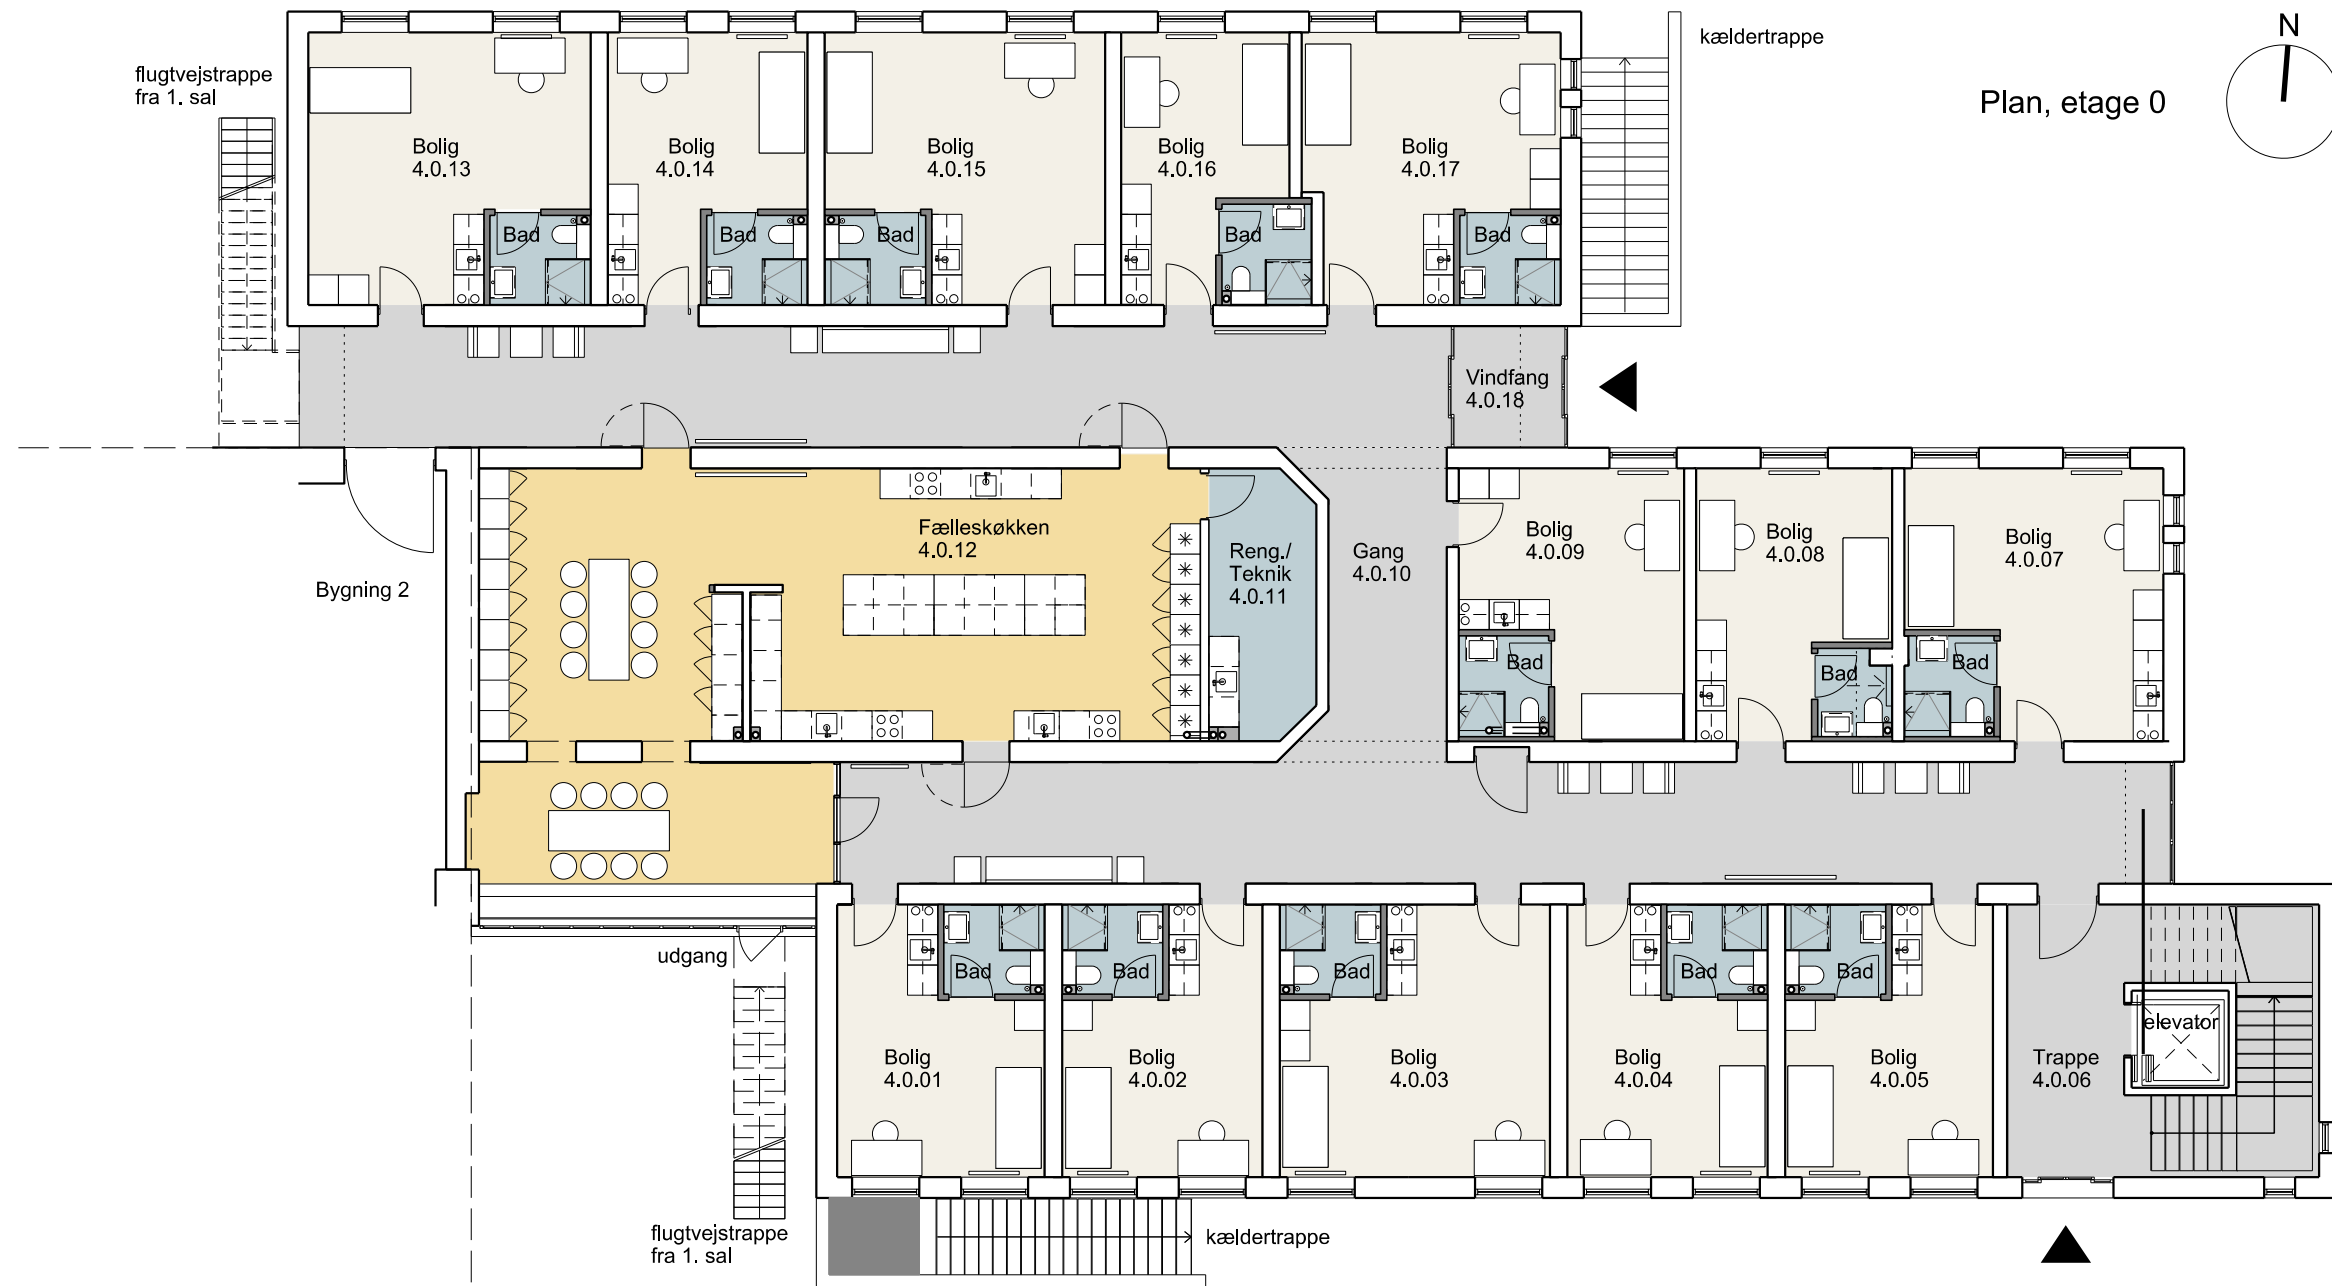 kældertrappe
N
flugtvejstrappe
fra 1. sal
Plan, etage 0
Bolig
4.0.13
Bolig
4.0.14
Bolig
4.0.15
Bolig
4.0.16
Bolig
4.0.17
Bad
Bad
Bad
Bad
Bad
Vindfang
4.0.18
Fælleskøkken
4.0.12
Reng./
Teknik
4.0.11
Gang
4.0.10
Bolig
4.0.09
Bolig
4.0.08
Bolig
4.0.07
Bygning 2
Bad
Bad
Bad
udgang
Bad
Bad
Bad
Bad
Bad
elevator
Bolig
4.0.01
Bolig
4.0.02
Bolig
4.0.03
Bolig
4.0.04
Bolig
4.0.05
Trappe
4.0.06
flugtvejstrappe
fra 1. sal
kældertrappe